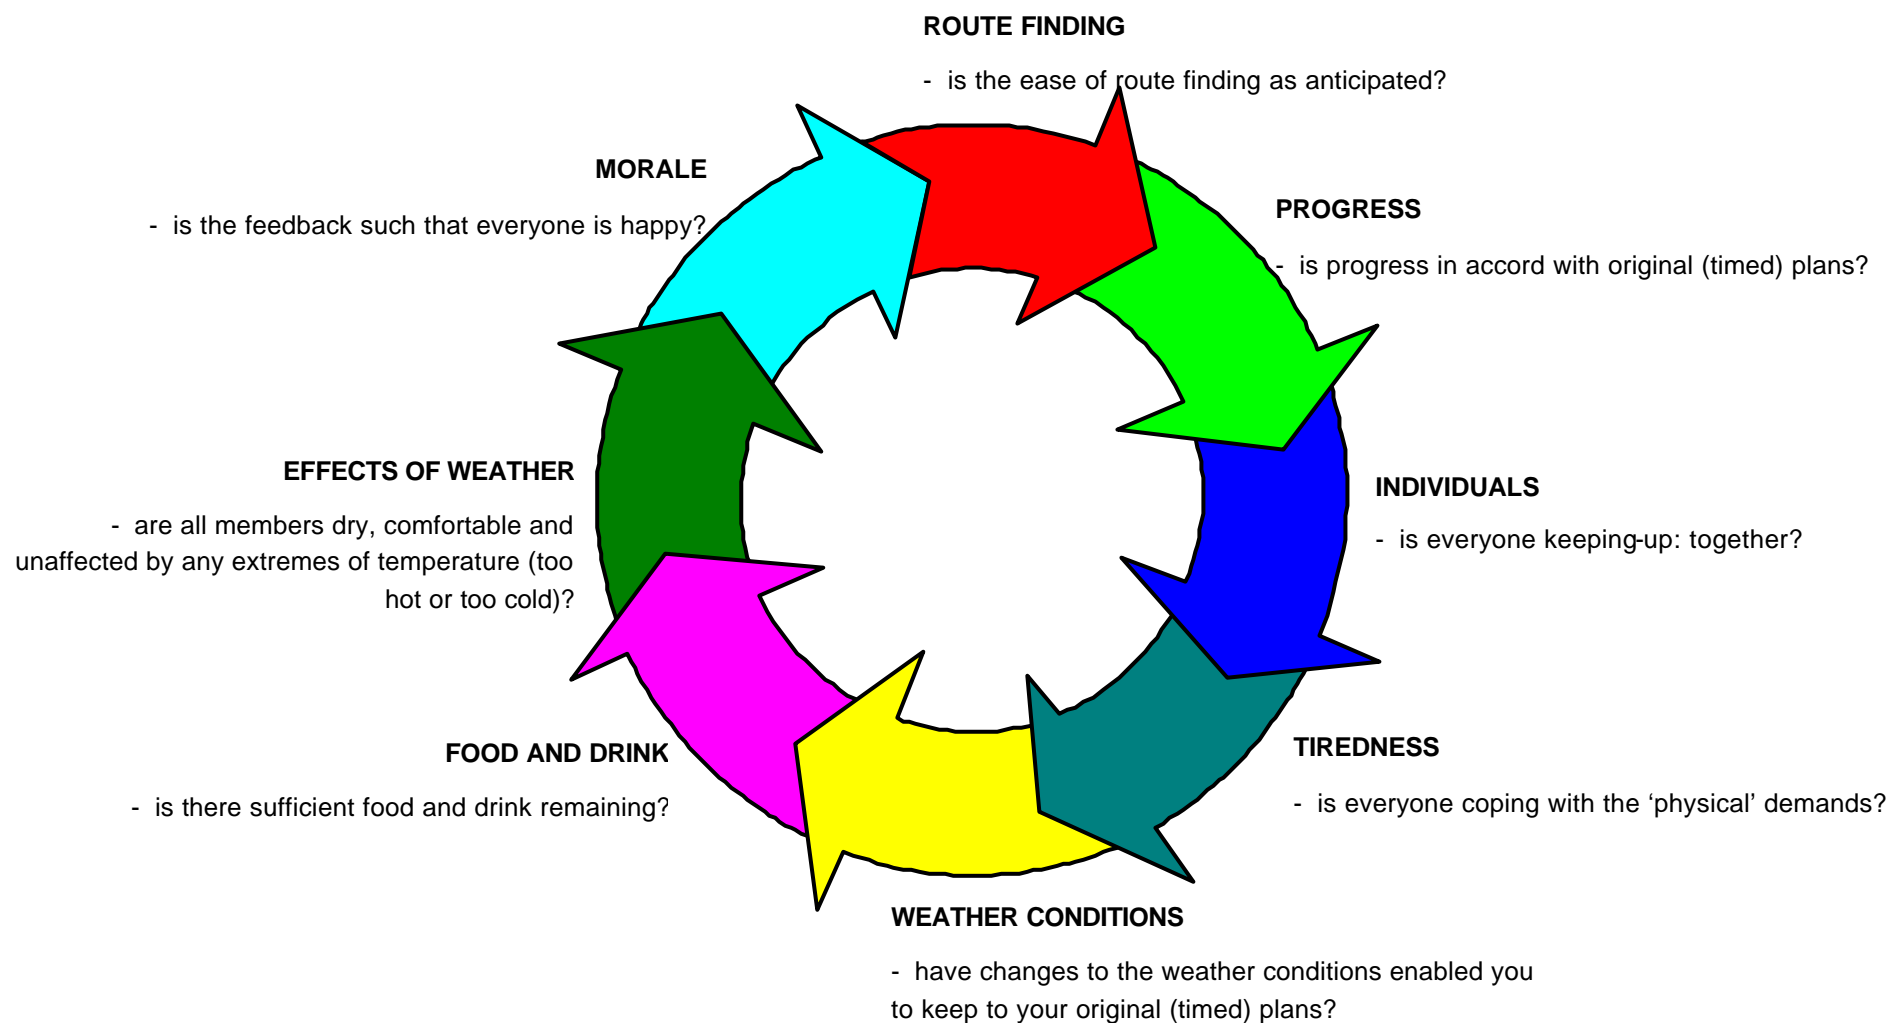 ROUTE FINDING
- is the ease of route finding as anticipated?
PROGRESS
- is progress in accord with original (timed) plans?
INDIVIDUALS
- is everyone keeping-up: together?
TIREDNESS
- is everyone coping with the ‘physical’ demands?
WEATHER CONDITIONS
- have changes to the weather conditions enabled you
to keep to your original (timed) plans?
FOOD AND DRINK
- is there sufficient food and drink remaining?
EFFECTS OF WEATHER
- are all members dry, comfortable and
unaffected by any extremes of temperature (too
hot or too cold)?
MORALE
- is the feedback such that everyone is happy?